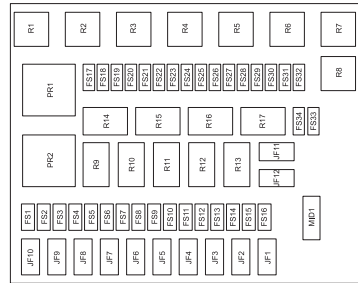 R1 R2 R3 R4 R5 R6 R7
R8
PR1
FS17 FS18 FS19 FS20 FS21 FS22 FS23 FS24 FS25 FS26 FS27 FS28 FS29 FS30 FS31 FS32
R14 R15 R16 R17 FS34 FS33
PR2
R9 R10 R11 R12 R13
JF11
JF12
FS1 FS2 FS3 FS4 FS5 FS6 FS7 FS8 FS9 FS10 FS11 FS12 FS13 FS14 FS15 FS16
MID1
JF10 JF9 JF8 JF7 JF6 JF5 JF4 JF3 JF2 JF1